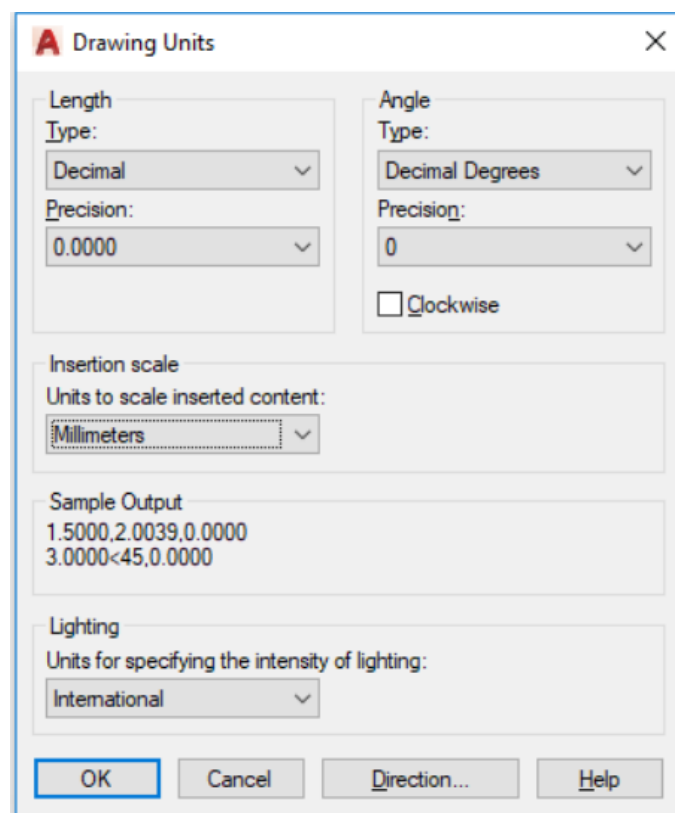 Drawing Units
Length
Type:
Decimal
Precision:
0.0000
Angle
Type:
Decimal Degrees
Precision:
0
Clockwise
Insertion scale
Units to scale inserted content:
Millimeters
Sample Output
1.5000,2.0039,0.0000
3.0000<45,0.0000
Lighting
Units for specifying the intensity of lighting:
International
OK Cancel Direction... Help